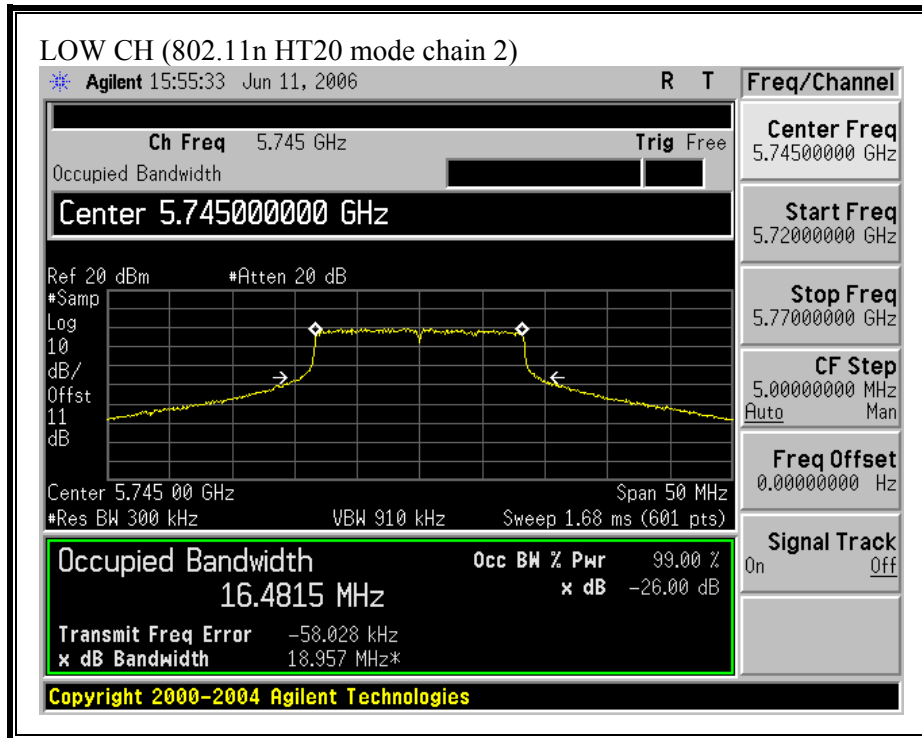 LOW CH (802.11n HT20 mode chain 2)
Agilent 15:55:33 Jun 11, 2006 R T
Freq/Channel
Ch Freq 5.745 GHz Trig Free
Occupied Bandwidth
Center 5.745000000 GHz
Ref 20 dBm #Atten 20 dB
#Samp
Log
10
dB/
Offst
11
dB
Center 5.745 00 GHz Span 50 MHz
#Res BW 300 kHz VBW 910 kHz Sweep 1.68 ms (601 pts)
Occupied Bandwidth Occ BW % Pwr 99.00 %
16.4815 MHz x dB -26.00 dB
Transmit Freq Error -58.028 kHz
x dB Bandwidth 18.957 MHz*
Center Freq
5.74500000 GHz
Start Freq
5.72000000 GHz
Stop Freq
5.77000000 GHz
CF Step
5.00000000 MHz
Auto Man
Freq Offset
0.00000000 Hz
Signal Track
On Off
Copyright 2000-2004 Agilent Technologies